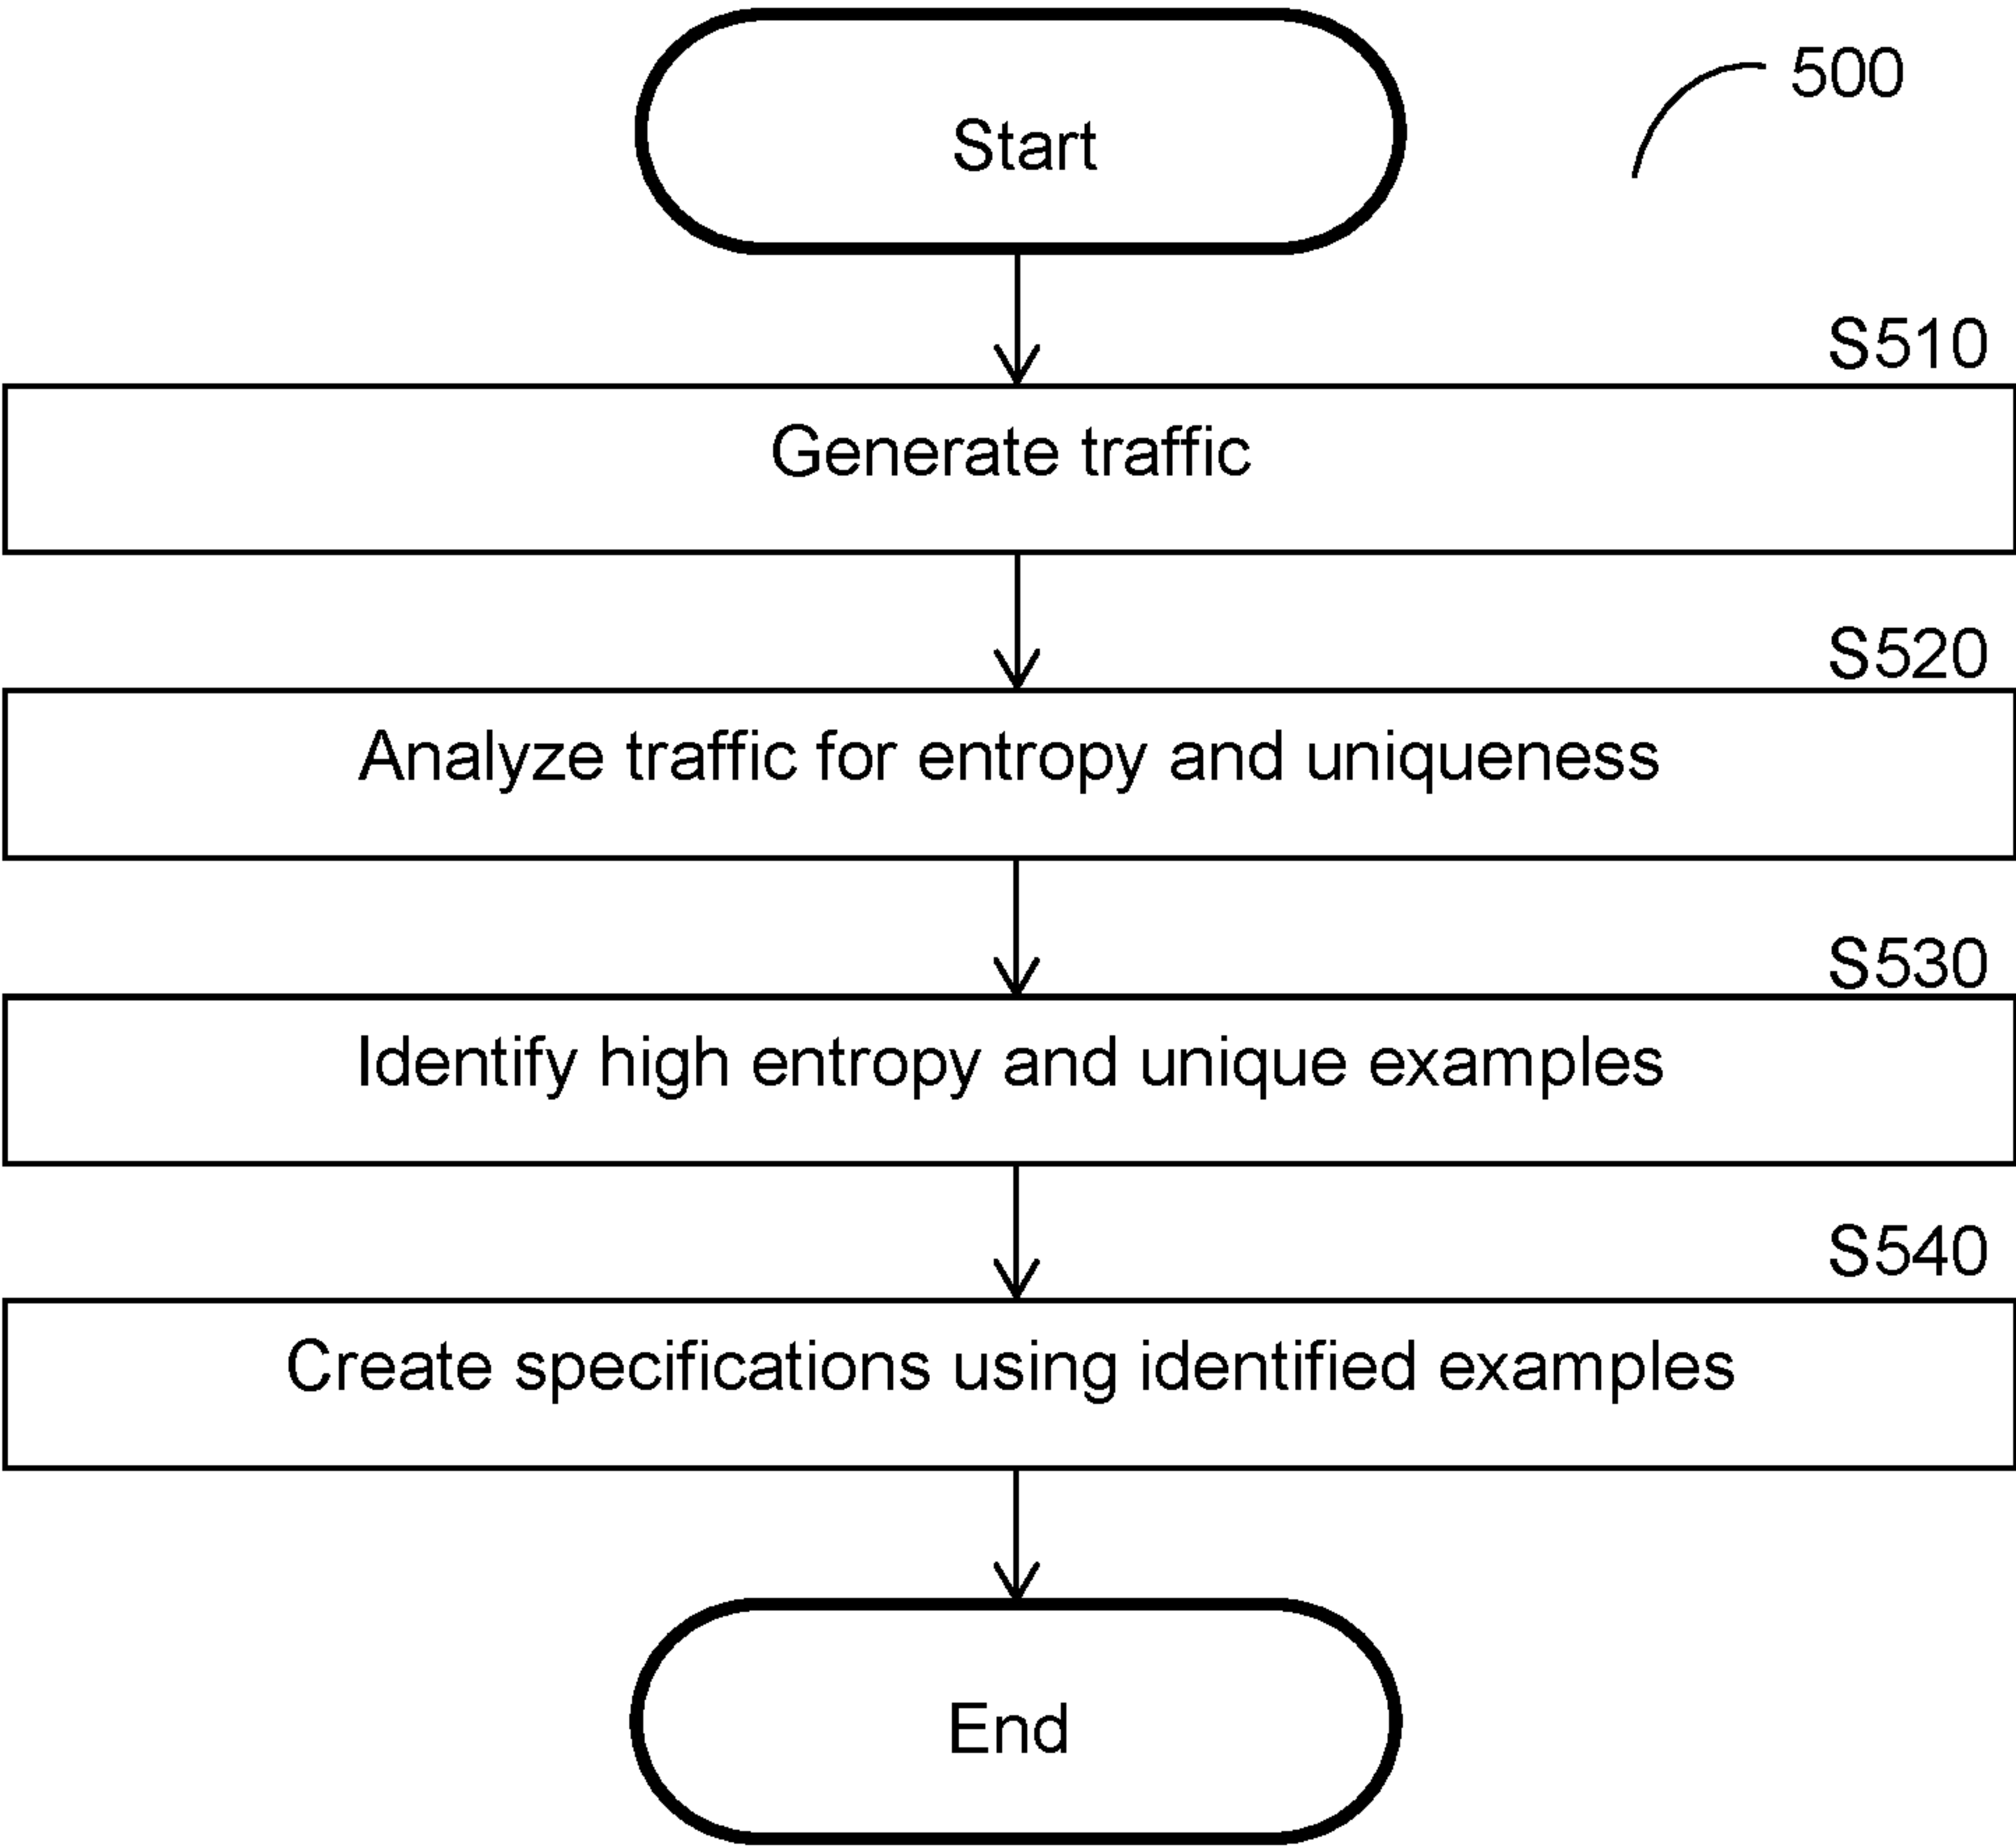 500
Start
S510
Generate traffic
S520
Analyze traffic for entropy and uniqueness
S530
Identify high entropy and unique examples
S540
Create specifications using identified examples
End